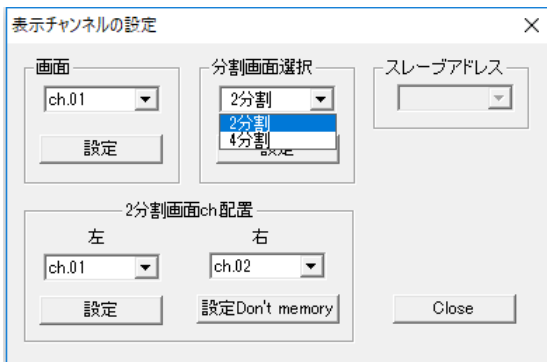 表示チャンネルの設定
画面
分割画面選択
スレーブアドレス
ch.01
2分割
2分割
4分割
設定
設定
2分割画面ch配置
左
右
ch.01
ch.02
設定
設定Don't memory
Close